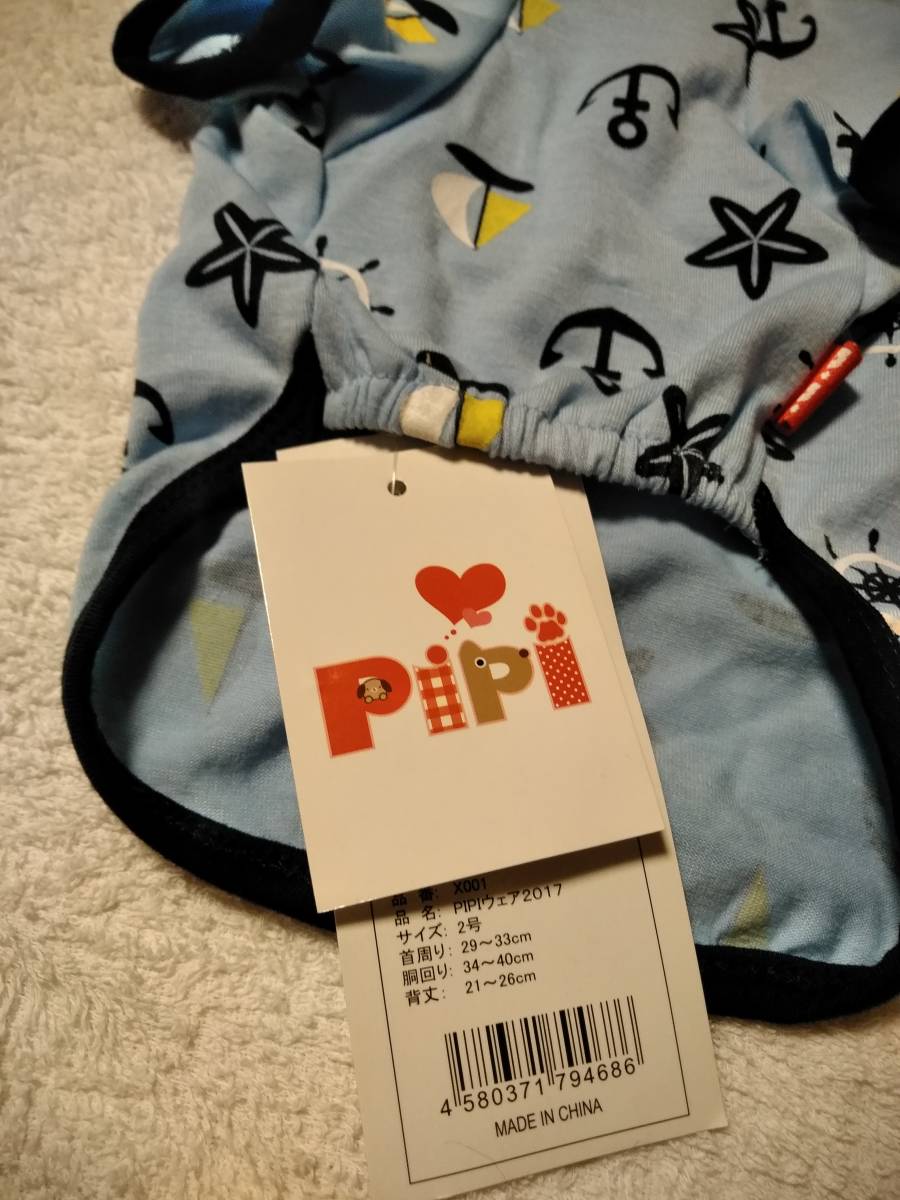 PiPi
品 番: X001
品 名: PIPIウェア2017
サイズ: 2号
首周り: 29～33cm
胴回り: 34～40cm
背丈: 21～26cm
4 580371 794686
MADE IN CHINA